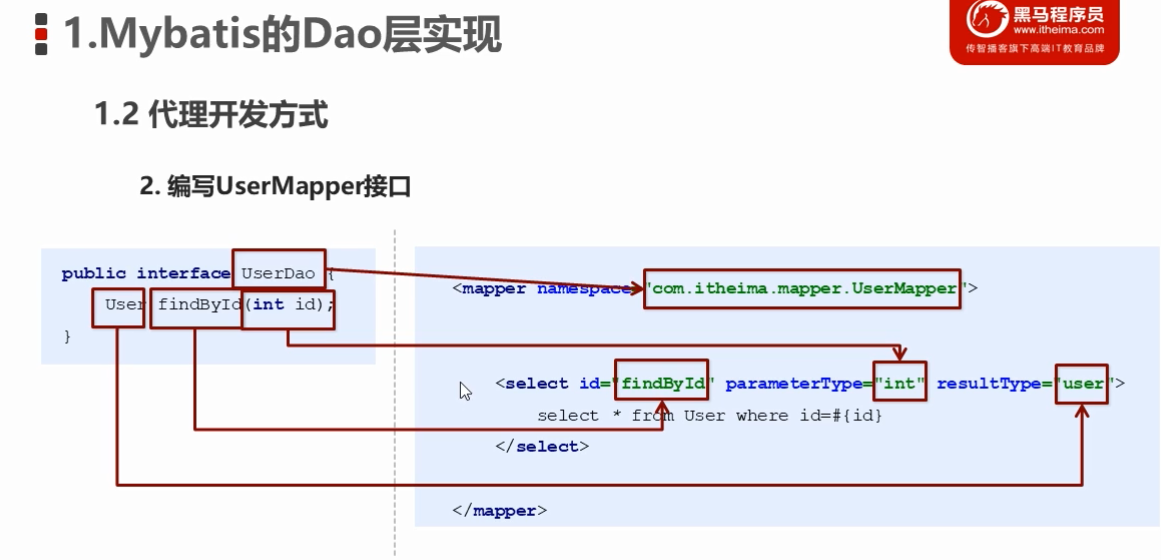 1.Mybatis的Dao层实现
黑马程序员
www.itheima.com
传智播客旗下高端IT教育品牌
1.2 代理开发方式
2. 编写UserMapper接口
public interface UserDao {
User findById(int id);
}
<mapper namespace="com.itheima.mapper.UserMapper">
<select id="findById" parameterType="int" resultType="user">
select * from User where id=#{id}
</select>
</mapper>